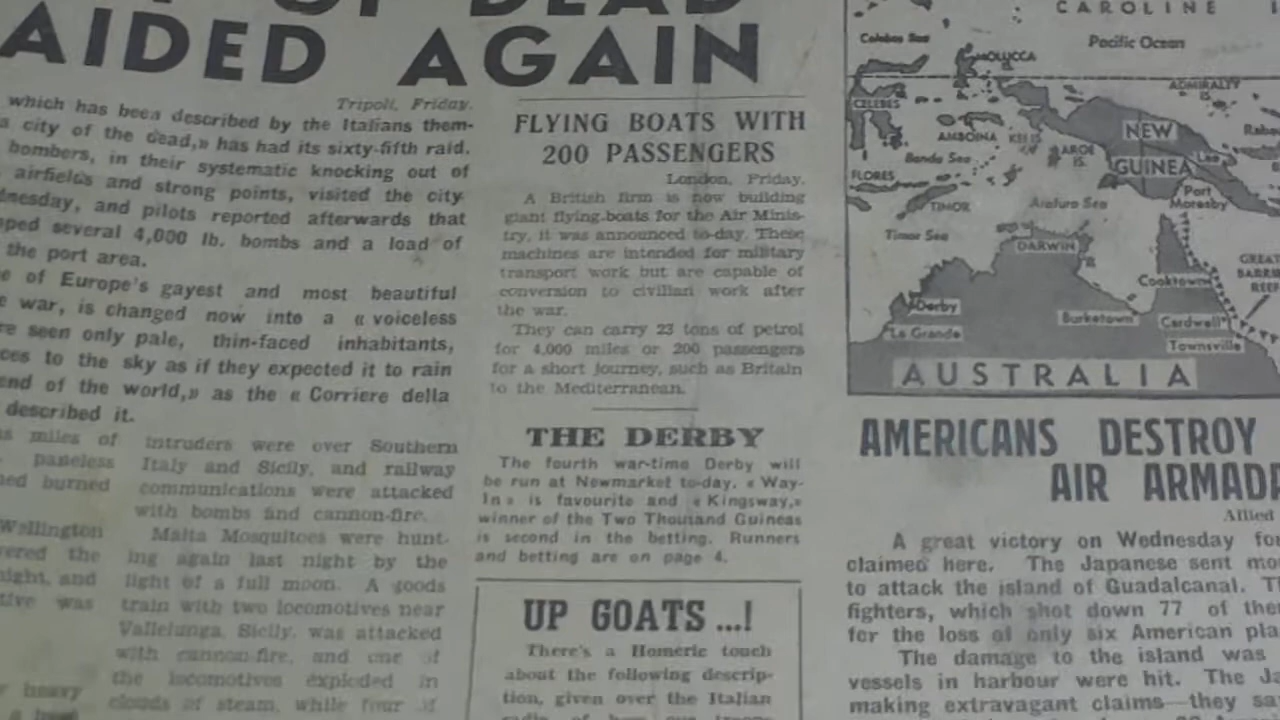 OF DEAD
AIDED AGAIN
Tripoli, Friday.
which has been described by the Italians them-
a city of the dead,» has had its sixty-fifth raid.
bombers, in their systematic knocking out of
airfields and strong points, visited the city
nesday, and pilots reported afterwards that
pped several 4,000 lb. bombs and a load of
the port area.
e of Europe's gayest and most beautiful
e war, is changed now into a « voiceless
re seen only pale, thin-faced inhabitants,
ces to the sky as if they expected it to rain
end of the world,» as the « Corriere della
described it.
miles of
paneless
ned burned
Wellington
vered the
night, and
tive was
heavy
intruders were over Southern
Italy and Sicily, and railway
communications were attacked
with bombs and cannon-fire.
Malta Mosquitoes were hunt-
ing again last night by the
light of a full moon. A goods
train with two locomotives near
Vallelunga, Sicily, was attacked
with cannon-fire, and one of
the locomotives exploded in
clouds of steam, while four of
FLYING BOATS WITH
200 PASSENGERS
London, Friday.
A British firm is now building
giant flying-boats for the Air Minis-
try, it was announced to-day. These
machines are intended for military
transport work but are capable of
conversion to civilian work after
the war.
They can carry 23 tons of petrol
for 4,000 miles or 200 passengers
for a short journey, such as Britain
to the Mediterranean.
THE DERBY
The fourth war-time Derby will
be run at Newmarket to-day. « Way-
In » is favourite and « Kingsway,»
winner of the Two Thousand Guineas
is second in the betting. Runners
and betting are on page 4.
UP GOATS ...!
There's a Homeric touch
about the following descrip-
tion, given over the Italian
CAROLINE
Celebes Sea
MOLUCCA
Pacific Ocean
CELEBES
ADMIRALTY
IS.
AMBOINA
KEI IS
AROE
IS.
NEW
GUINEA
Lae
Raba
Banda Sea
FLORES
TIMOR
Arafura Sea
Port
Moresby
Timor Sea
DARWIN
GREAT
BARRIER
REEF
Cooktown
Derby
La Grande
Burketown
Cardwell
Townsville
AUSTRALIA
AMERICANS DESTROY
AIR ARMADA
Allied
A great victory on Wednesday for
claimed here. The Japanese sent mo
to attack the island of Guadalcanal. T
fighters, which shot down 77 of the
for the loss of only six American pla
The damage to the island was
vessels in harbour were hit. The Ja
making extravagant claims—they sa